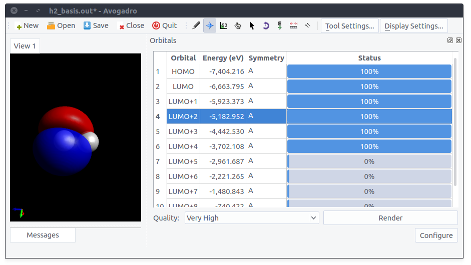 h2_basis.out* - Avogadro
New Open Save Close Quit Tool Settings... Display Settings...
View 1
Orbitals
Orbital Energy (eV) Symmetry Status
1 HOMO -7,404.216 A 100%
2 LUMO -6,663.795 A 100%
3 LUMO+1 -5,923.373 A 100%
4 LUMO+2 -5,182.952 A 100%
5 LUMO+3 -4,442.530 A 100%
6 LUMO+4 -3,702.108 A 100%
7 LUMO+5 -2,961.687 A 0%
8 LUMO+6 -2,221.265 A 0%
9 LUMO+7 -1,480.843 A 0%
10 LUMO+8 -740.422 A 0%
Quality: Very High Render
Messages
Configure